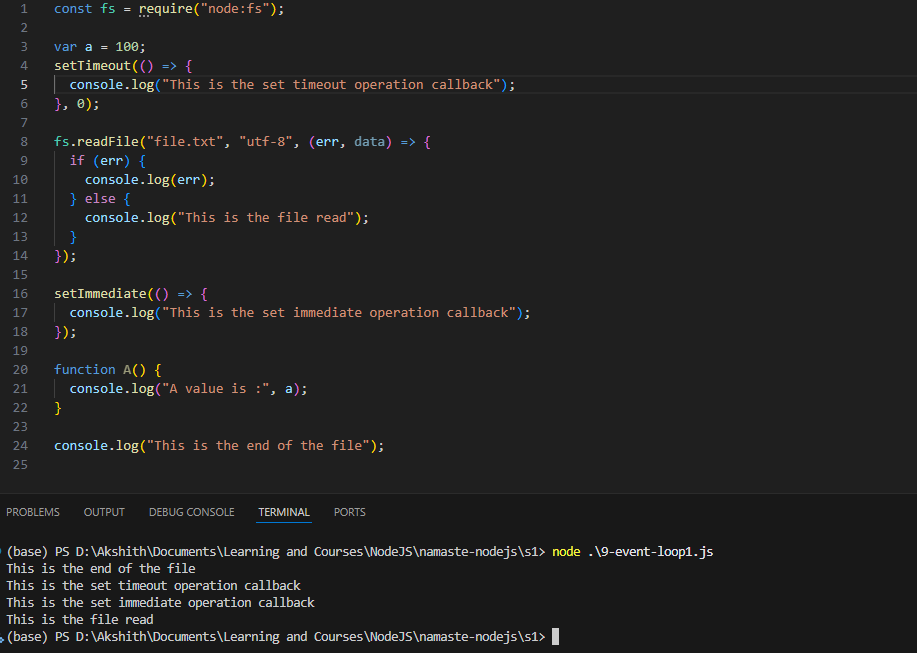 1 const fs = require("node:fs");
2
3 var a = 100;
4 setTimeout(() => {
5   console.log("This is the set timeout operation callback");
6 }, 0);
7
8 fs.readFile("file.txt", "utf-8", (err, data) => {
9   if (err) {
10     console.log(err);
11   } else {
12     console.log("This is the file read");
13   }
14 });
15
16 setImmediate(() => {
17   console.log("This is the set immediate operation callback");
18 });
19
20 function A() {
21   console.log("A value is :", a);
22 }
23
24 console.log("This is the end of the file");
25
PROBLEMS OUTPUT DEBUG CONSOLE TERMINAL PORTS
(base) PS D:\Akshith\Documents\Learning and Courses\NodeJS\namaste-nodejs\s1> node .\9-event-loop1.js
This is the end of the file
This is the set timeout operation callback
This is the set immediate operation callback
This is the file read
(base) PS D:\Akshith\Documents\Learning and Courses\NodeJS\namaste-nodejs\s1>